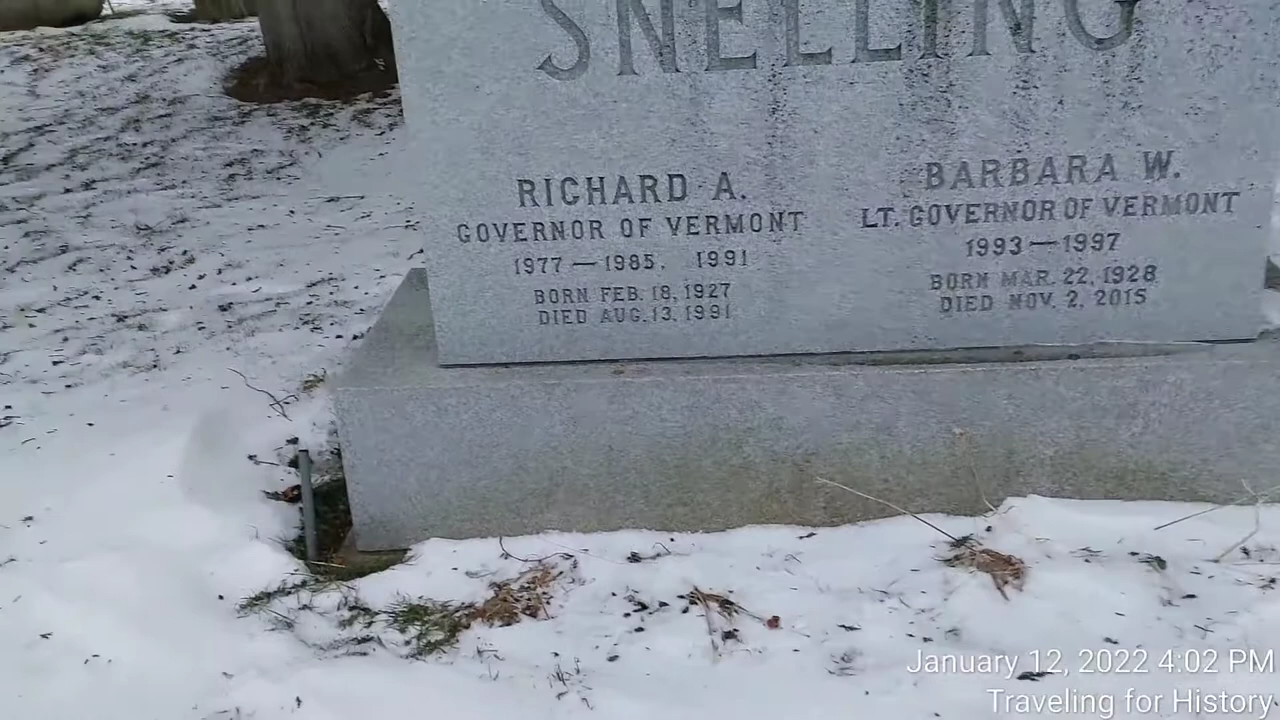 SNELLING
RICHARD A.
GOVERNOR OF VERMONT
1977 — 1985, 1991
BORN FEB. 18, 1927
DIED AUG. 13, 1991
BARBARA W.
LT. GOVERNOR OF VERMONT
1993 — 1997
BORN MAR. 22, 1928
DIED NOV. 2, 2015
January 12, 2022 4:02 PM
Traveling for History